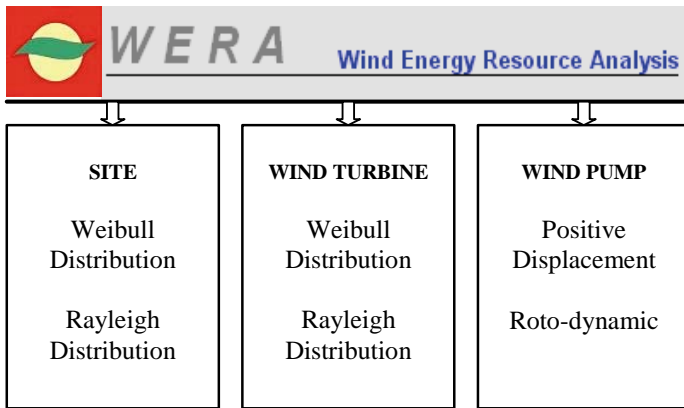 WERA
Wind Energy Resource Analysis
SITE
Weibull
Distribution
Rayleigh
Distribution
WIND TURBINE
Weibull
Distribution
Rayleigh
Distribution
WIND PUMP
Positive
Displacement
Roto-dynamic